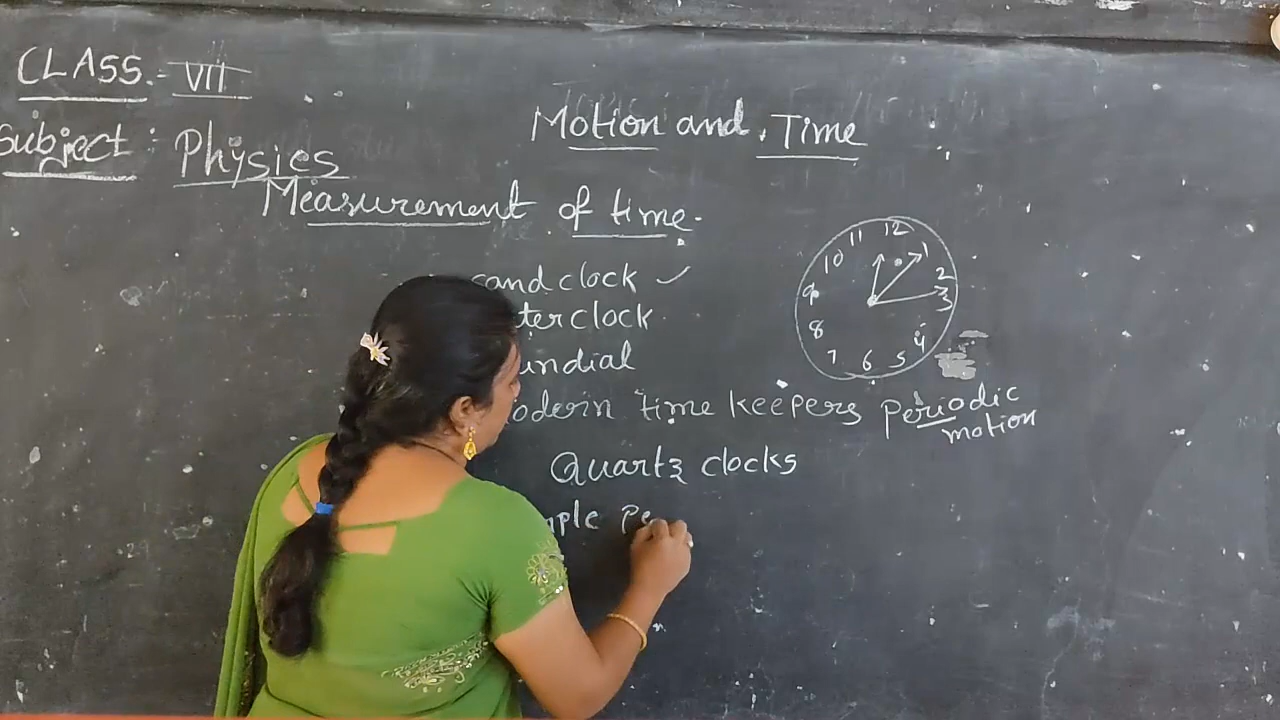 CLASS.- VII
Subject : Physics
Motion and Time
Measurement of time.
sand clock ✓
ter clock
undial
odern time keepers
Periodic
motion
Quartz clocks
mple Pe
12
1
2
3
4
5
6
7
8
9
10
11